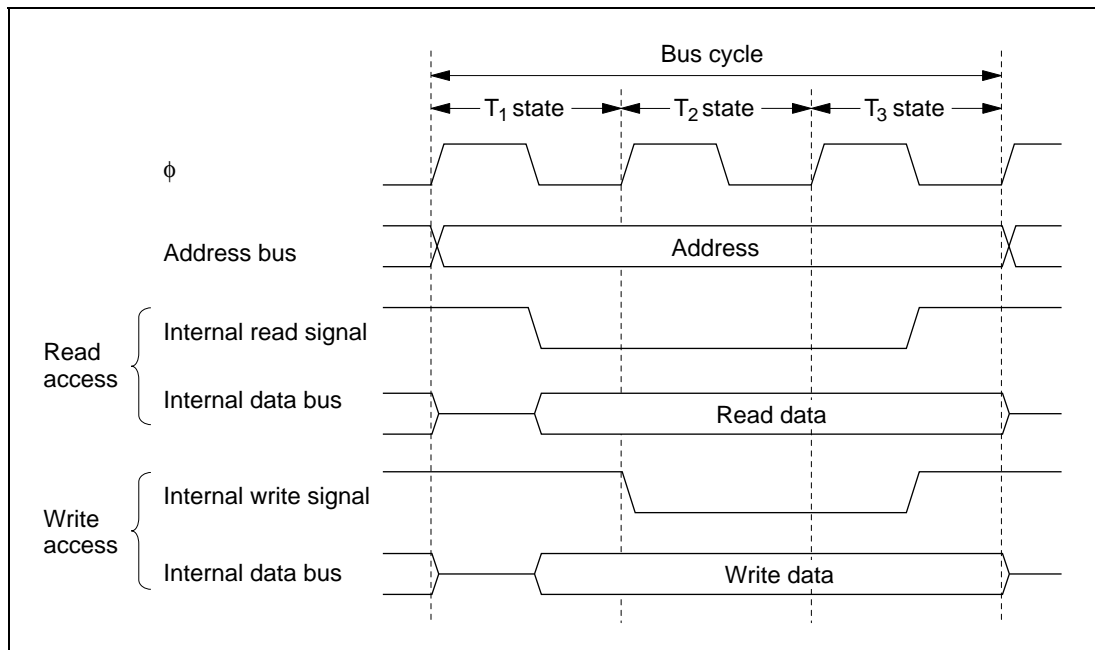 Bus cycle
T1 state
T2 state
T3 state
ϕ
Address bus
Address
Read
access
Internal read signal
Internal data bus
Read data
Write
access
Internal write signal
Internal data bus
Write data